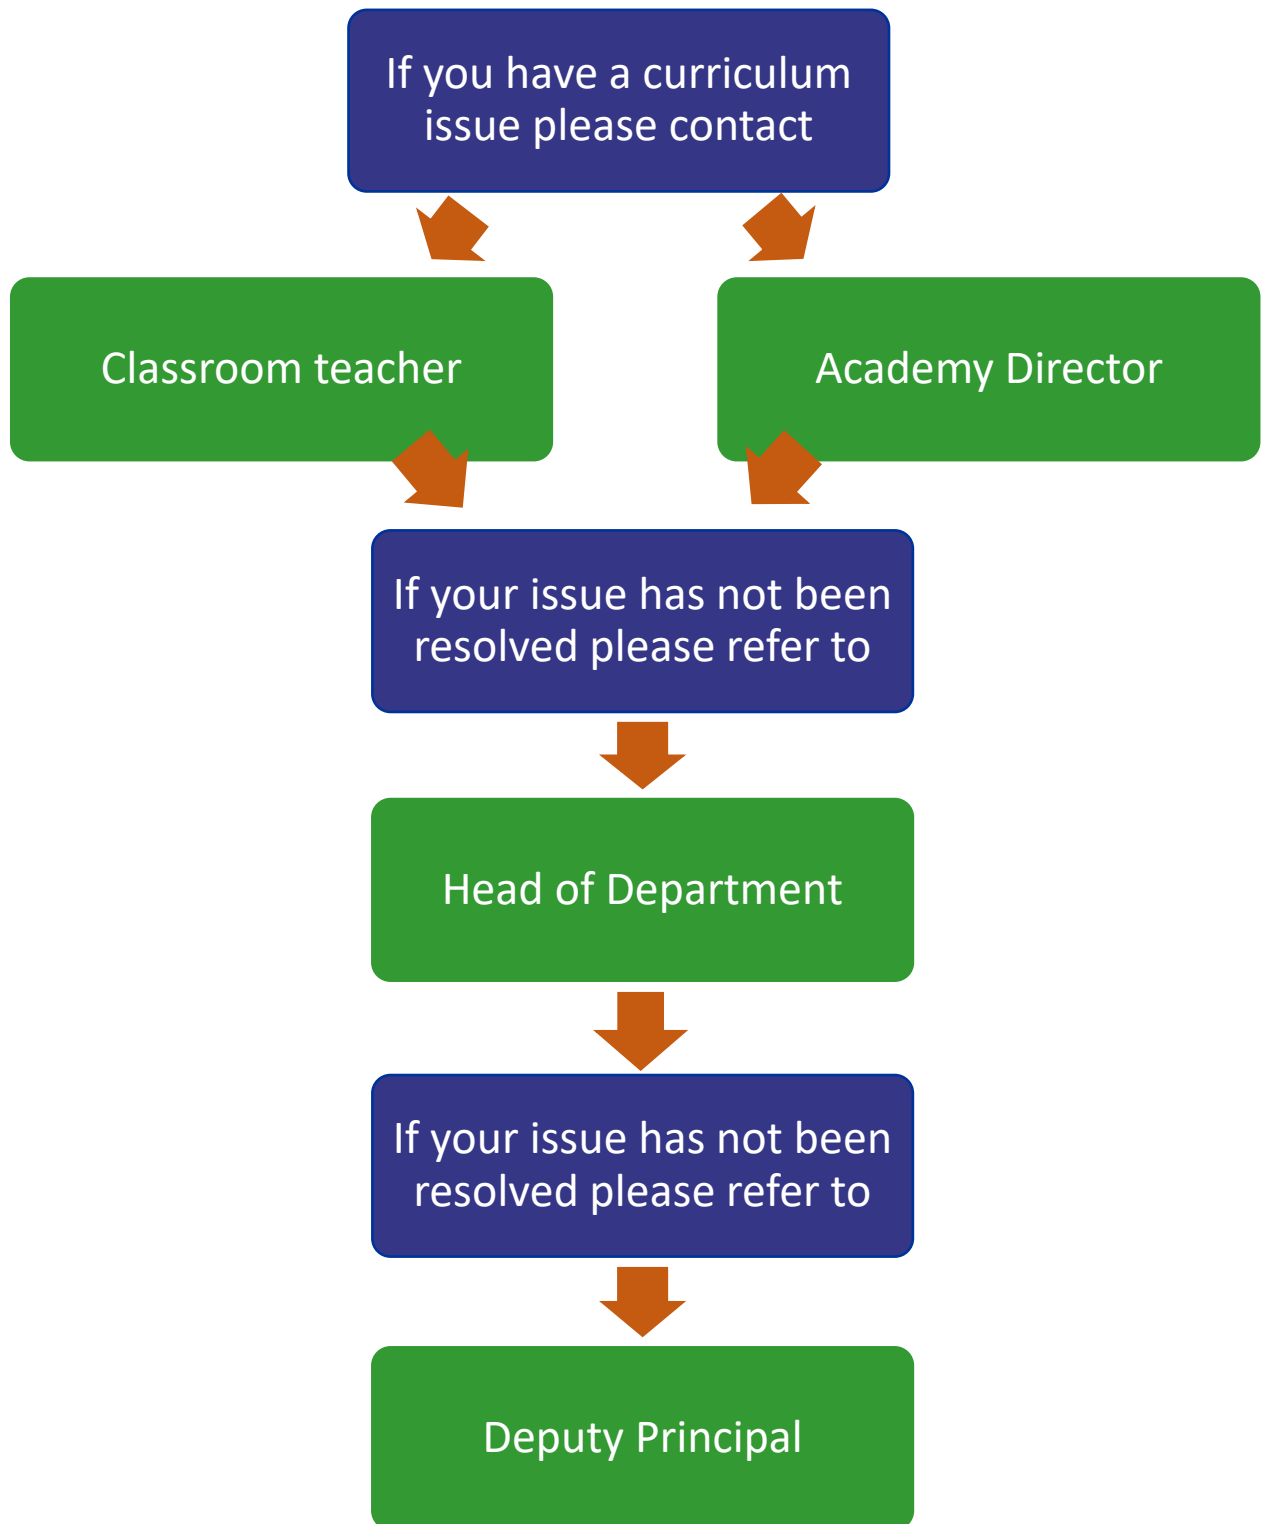 If you have a curriculum
issue please contact
Classroom teacher
Academy Director
If your issue has not been
resolved please refer to
Head of Department
If your issue has not been
resolved please refer to
Deputy Principal